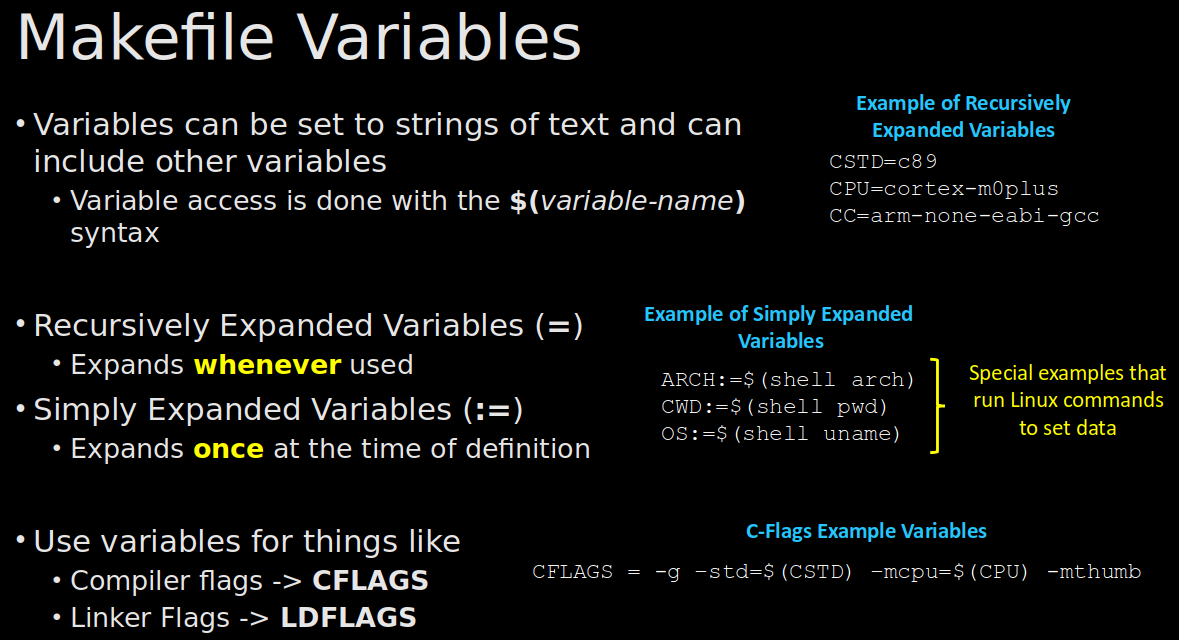 Makefile Variables
• Variables can be set to strings of text and can
include other variables
• Variable access is done with the $(variable-name)
syntax
Example of Recursively
Expanded Variables
CSTD=c89
CPU=cortex-m0plus
CC=arm-none-eabi-gcc
• Recursively Expanded Variables (=)
• Expands whenever used
• Simply Expanded Variables (:=)
• Expands once at the time of definition
Example of Simply Expanded
Variables
ARCH:=$(shell arch)
CWD:=$(shell pwd)
OS:=$(shell uname)
Special examples that
run Linux commands
to set data
• Use variables for things like
• Compiler flags -> CFLAGS
• Linker Flags -> LDFLAGS
C-Flags Example Variables
CFLAGS = -g –std=$(CSTD) –mcpu=$(CPU) -mthumb